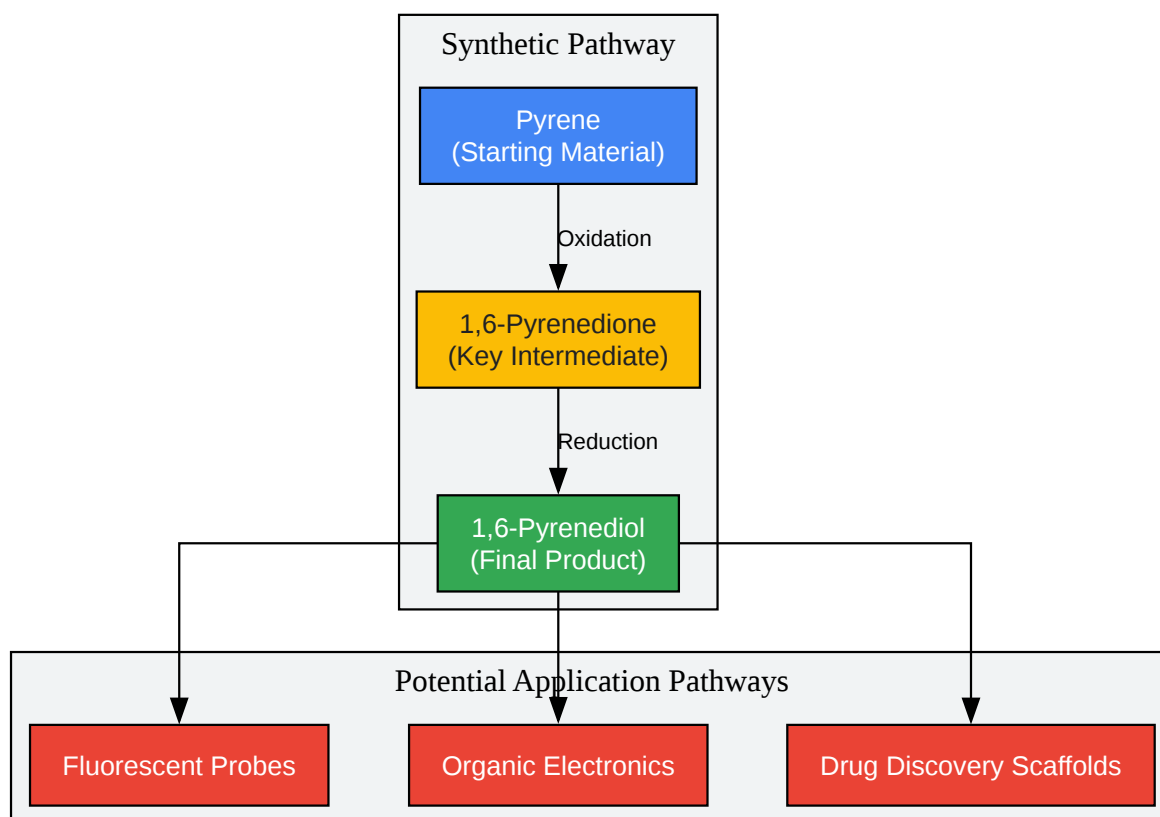 Synthetic Pathway
Pyrene
(Starting Material)
Oxidation
1,6-Pyrenedione
(Key Intermediate)
Reduction
1,6-Pyrenediol
(Final Product)
Potential Application Pathways
Fluorescent Probes
Organic Electronics
Drug Discovery Scaffolds